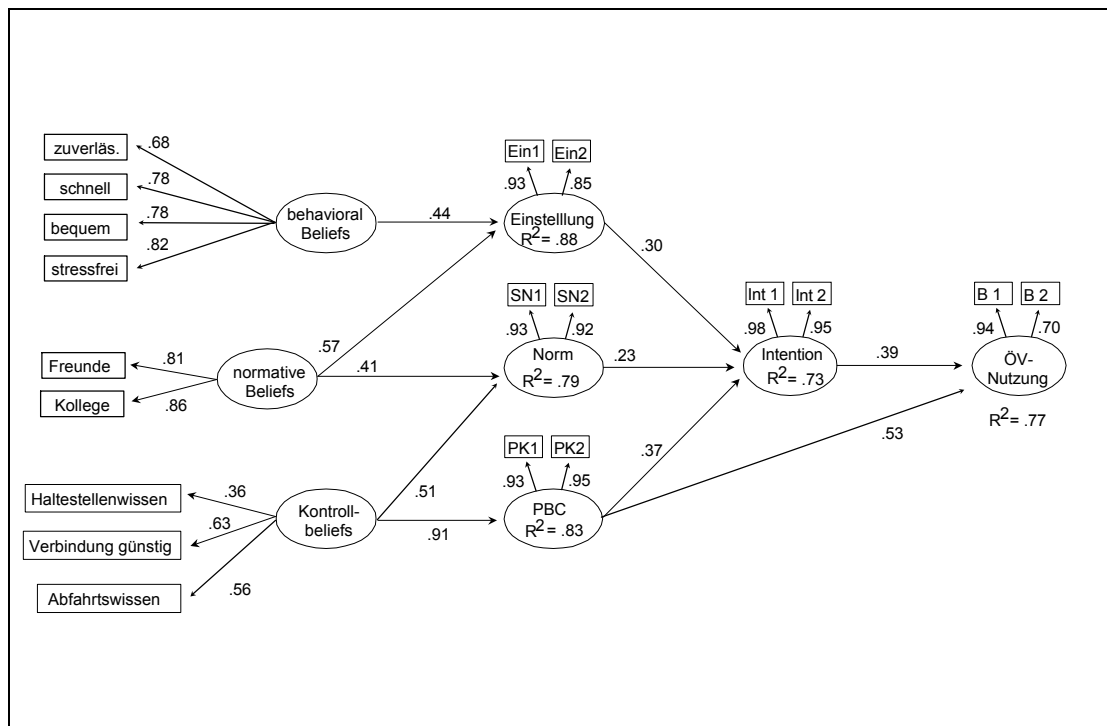 zuverläs.
.68
schnell
.78
bequem
.78
stressfrei
.82
behavioral
Beliefs
.44
Ein1
Ein2
.93
.85
Einstelllung
R2= .88
.30
Freunde
.81
Kollege
.86
normative
Beliefs
.57
.41
SN1
SN2
.93
.92
Norm
R2= .79
.23
Int 1
Int 2
.98
.95
Intention
R2= .73
.39
B 1
B 2
.94
.70
ÖV-
Nutzung
R2= .77
Haltestellenwissen
.36
Verbindung günstig
.63
Abfahrtswissen
.56
Kontroll-
beliefs
.51
.91
PK1
PK2
.93
.95
PBC
R2= .83
.37
.53